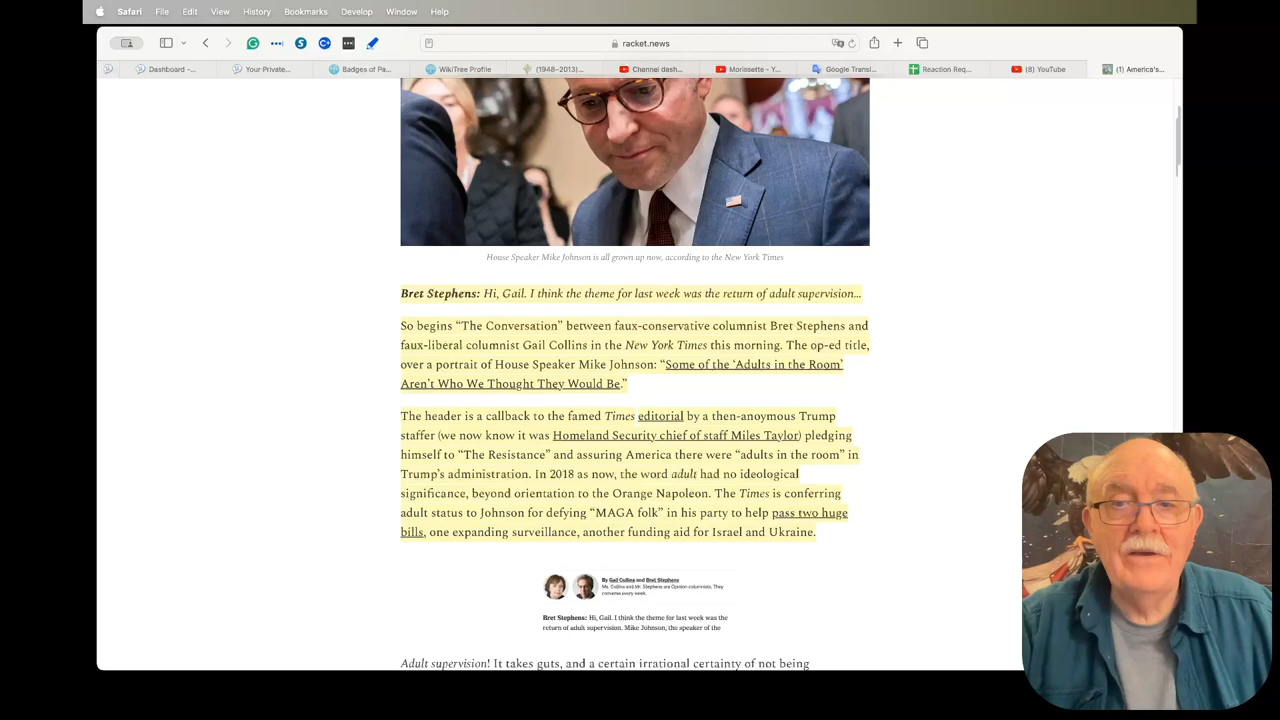 Safari File Edit View History Bookmarks Develop Window Help
racket.news
Dashboard –... Your Private... Badges of Pa... WikiTree Profile (1948–2013)... Channel dash... Morissette - Y... Google Transl... Reaction Req... (8) YouTube (1) America's...
House Speaker Mike Johnson is all grown up now, according to the New York Times
Bret Stephens: Hi, Gail. I think the theme for last week was the return of adult supervision...
So begins “The Conversation” between faux-conservative columnist Bret Stephens and
faux-liberal columnist Gail Collins in the New York Times this morning. The op-ed title,
over a portrait of House Speaker Mike Johnson: “Some of the ‘Adults in the Room’
Aren’t Who We Thought They Would Be.”
The header is a callback to the famed Times editorial by a then-anoymous Trump
staffer (we now know it was Homeland Security chief of staff Miles Taylor) pledging
himself to “The Resistance” and assuring America there were “adults in the room” in
Trump’s administration. In 2018 as now, the word adult had no ideological
significance, beyond orientation to the Orange Napoleon. The Times is conferring
adult status to Johnson for defying “MAGA folk” in his party to help pass two huge
bills, one expanding surveillance, another funding aid for Israel and Ukraine.
By Gail Collins and Bret Stephens
Ms. Collins and Mr. Stephens are Opinion columnists. They
converse every week.
Bret Stephens: Hi, Gail. I think the theme for last week was the
return of adult supervision. Mike Johnson, the speaker of the
Adult supervision! It takes guts, and a certain irrational certainty of not being